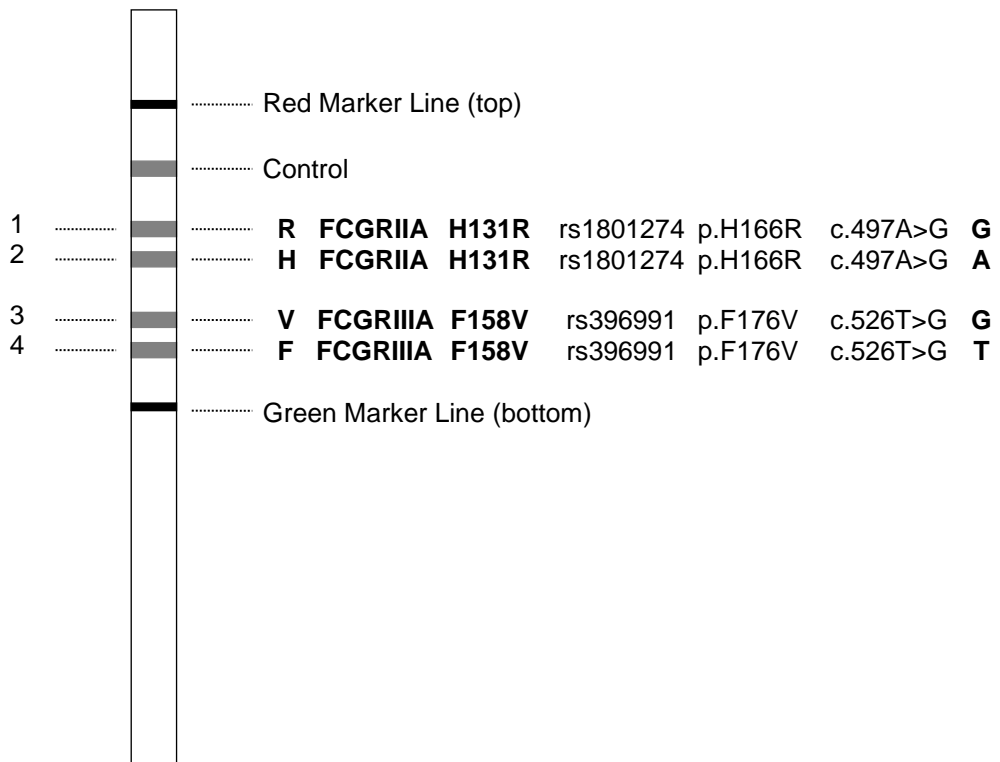 Red Marker Line (top)
Control
1 R FCGRIIA H131R rs1801274 p.H166R c.497A>G G
2 H FCGRIIA H131R rs1801274 p.H166R c.497A>G A
3 V FCGRIIIA F158V rs396991 p.F176V c.526T>G G
4 F FCGRIIIA F158V rs396991 p.F176V c.526T>G T
Green Marker Line (bottom)